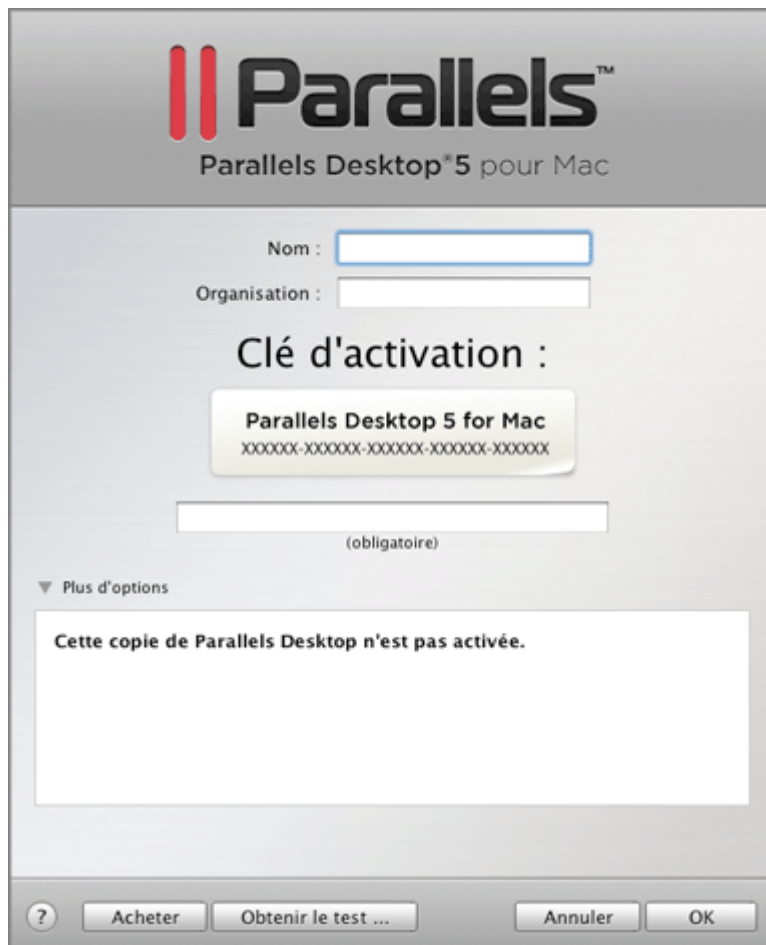 Parallels™
Parallels Desktop®5 pour Mac
Nom :
Organisation :
Clé d'activation :
Parallels Desktop 5 for Mac
XXXXXX-XXXXXX-XXXXXX-XXXXXX-XXXXXX
(obligatoire)
Plus d'options
Cette copie de Parallels Desktop n'est pas activée.
? Acheter Obtenir le test ... Annuler OK